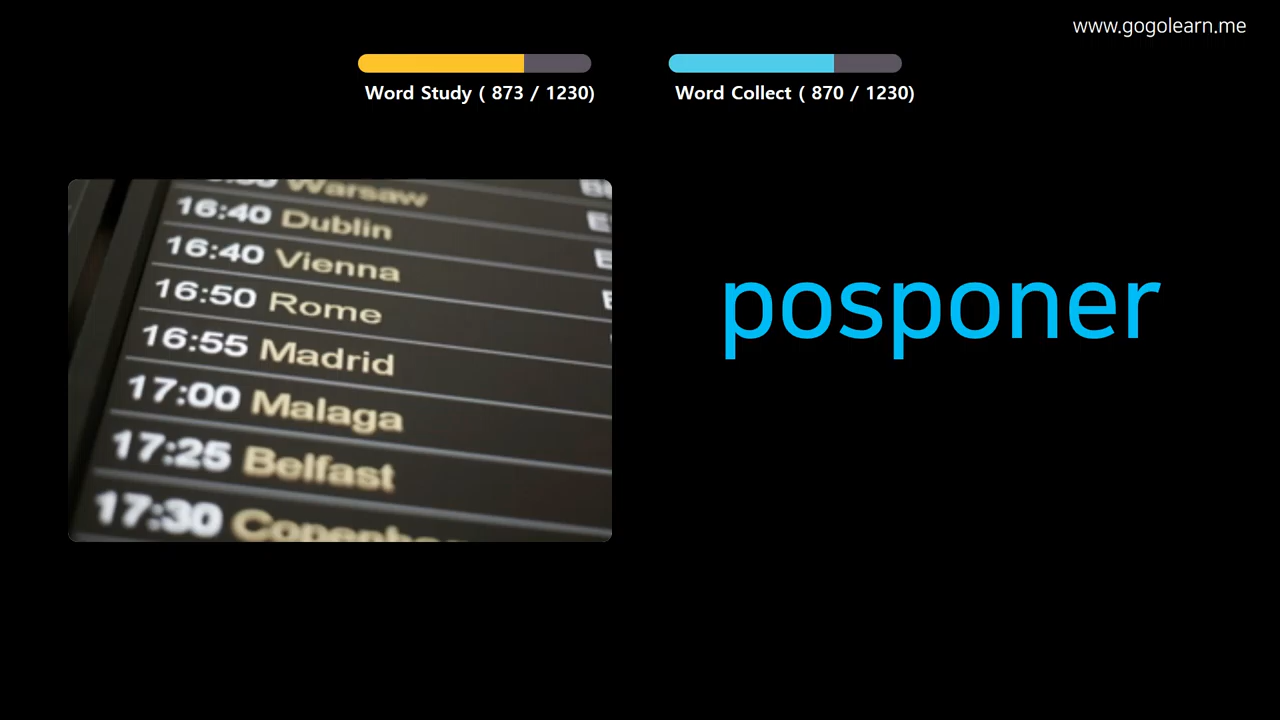 www.gogolearn.me
Word Study ( 873 / 1230)
Word Collect ( 870 / 1230)
Warsaw
16:40 Dublin
16:40 Vienna
16:50 Rome
16:55 Madrid
17:00 Malaga
17:25 Belfast
17:30
posponer